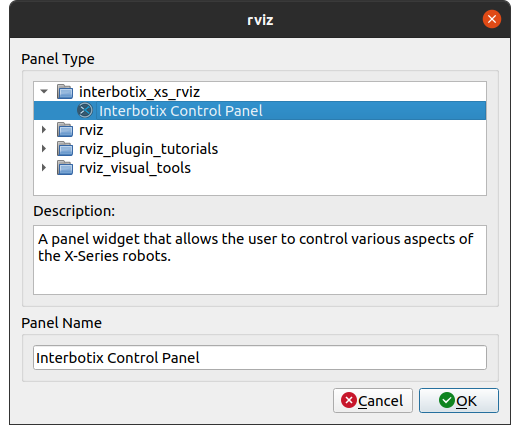 rviz
Panel Type
interbotix_xs_rviz
Interbotix Control Panel
rviz
rviz_plugin_tutorials
rviz_visual_tools
Description:
A panel widget that allows the user to control various aspects of
the X-Series robots.
Panel Name
Interbotix Control Panel
Cancel OK